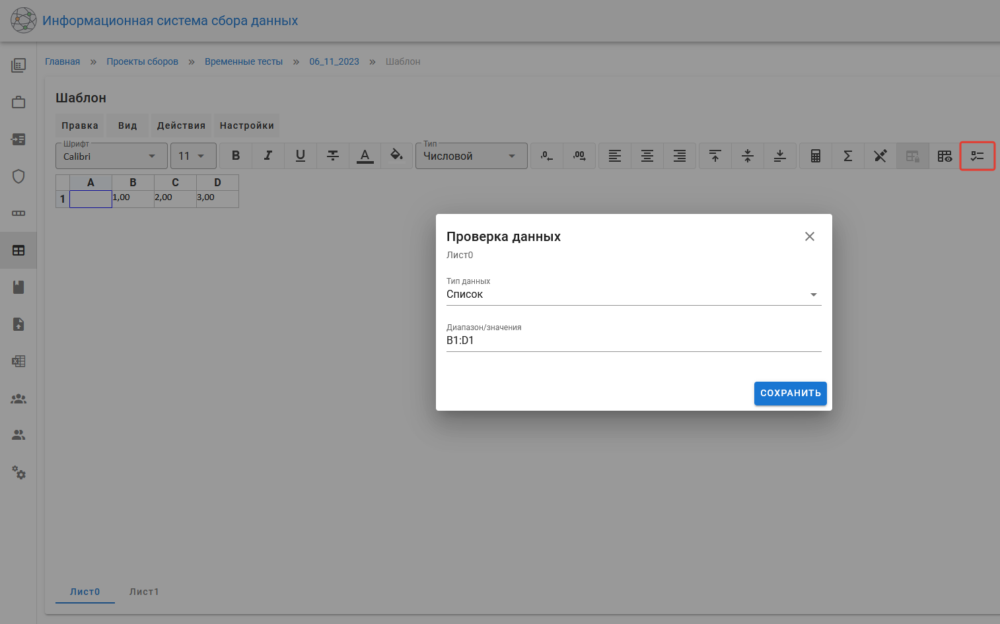 Информационная система сбора данных
Главная » Проекты сборов » Временные тесты » 06_11_2023 » Шаблон
Шаблон
Правка Вид Действия Настройки
Шрифт Тип
Calibri 11 B I U A Числовой ,0 ,00 Σ
A B C D
1 1,00 2,00 3,00
Проверка данных
Лист0
Тип данных
Список
Диапазон/значения
B1:D1
СОХРАНИТЬ
Лист0 Лист1